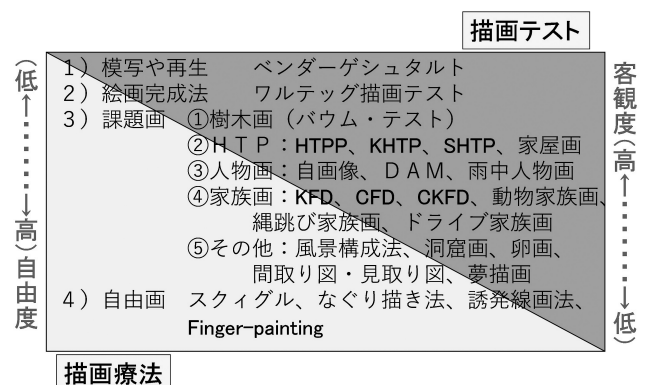 描画テスト
(低←……→高)自由度
客観度(高←……→低)
1）模写や再生　　ベンダーゲシュタルト
2）絵画完成法　　ワルテッグ描画テスト
3）課題画　①樹木画（バウム・テスト）
②ＨＴＰ：HTPP、KHTP、SHTP、家屋画
③人物画：自画像、ＤＡＭ、雨中人物画
④家族画：KFD、CFD、CKFD、動物家族画、
縄跳び家族画、ドライブ家族画
⑤その他：風景構成法、洞窟画、卵画、
間取り図・見取り図、夢描画
4）自由画　スクィグル、なぐり描き法、誘発線画法、
Finger-painting
描画療法